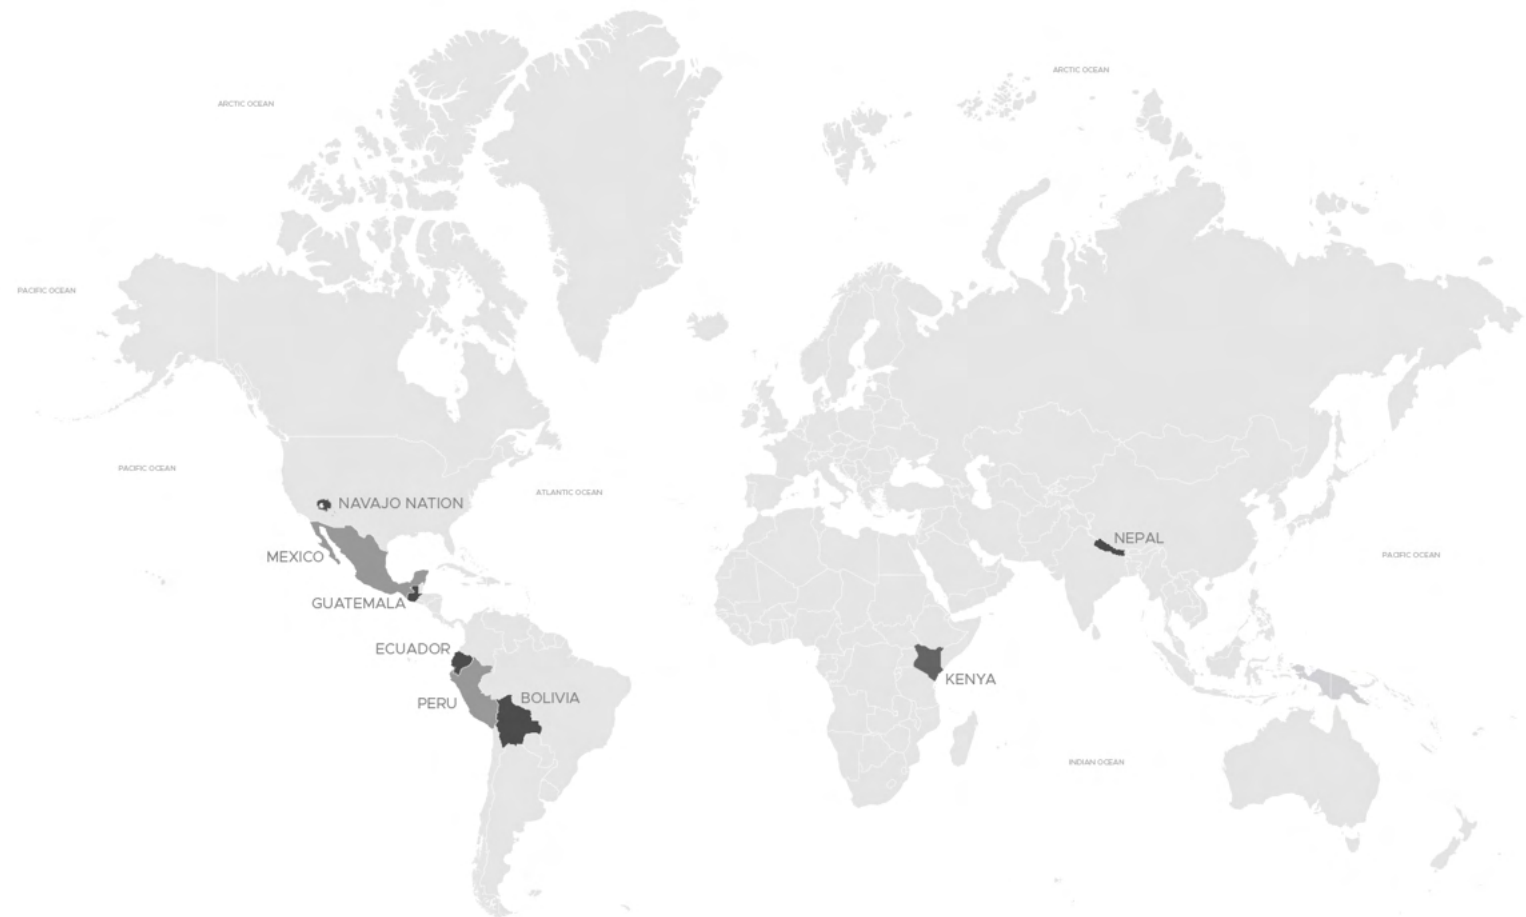 ARCTIC OCEAN
ARCTIC OCEAN
PACIFIC OCEAN
PACIFIC OCEAN
ATLANTIC OCEAN
NAVAJO NATION
NEPAL
PACIFIC OCEAN
MEXICO
GUATEMALA
ECUADOR
KENYA
BOLIVIA
PERU
INDIAN OCEAN